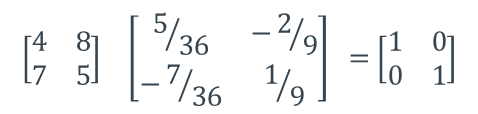 [4 8 7 5] [5/36 −2/9 −7/36 1/9] = [1 0 0 1]